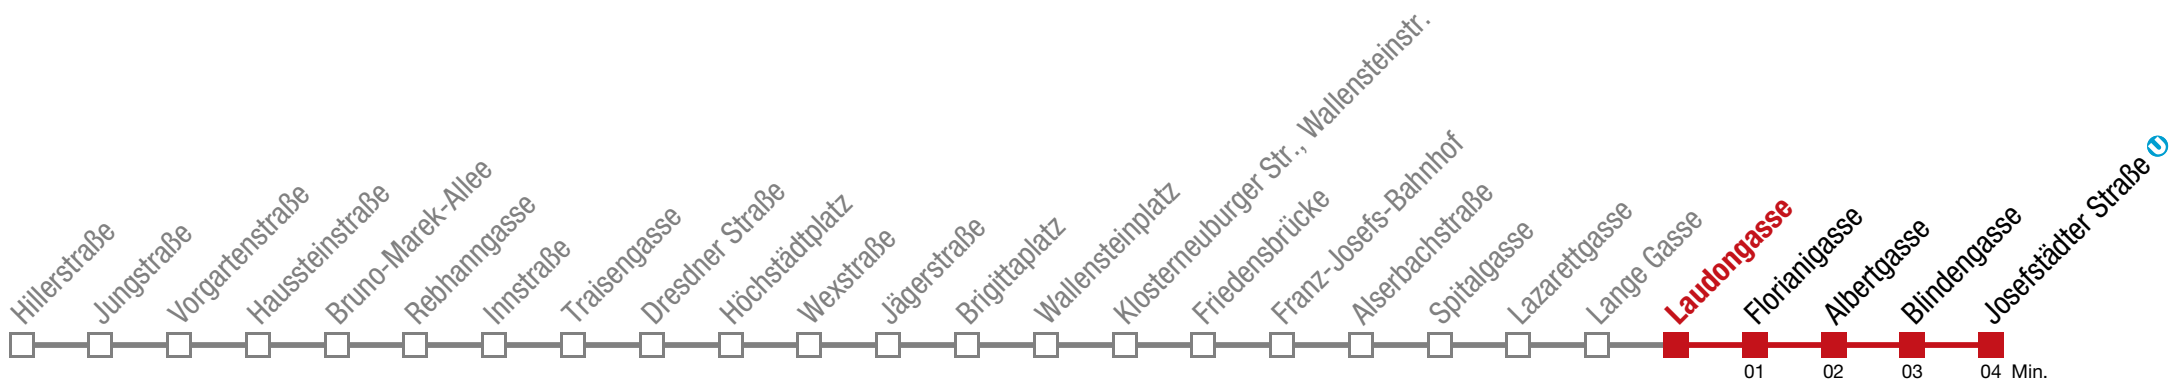 Hillerstraße
Jungstraße
Vorgartenstraße
Haussteinstraße
Bruno-Marek-Allee
Rebhanngasse
Innstraße
Traisengasse
Dresdner Straße
Höchstädtplatz
Wexstraße
Jägerstraße
Brigittaplatz
Wallensteinplatz
Klosterneuburger Str., Wallensteinstr.
Friedensbrücke
Franz-Josefs-Bahnhof
Alserbachstraße
Spitalgasse
Lazarettgasse
Lange Gasse
Laudongasse
Florianigasse
Albertgasse
Blindengasse
Josefstädter Straße U
01 02 03 04 Min.